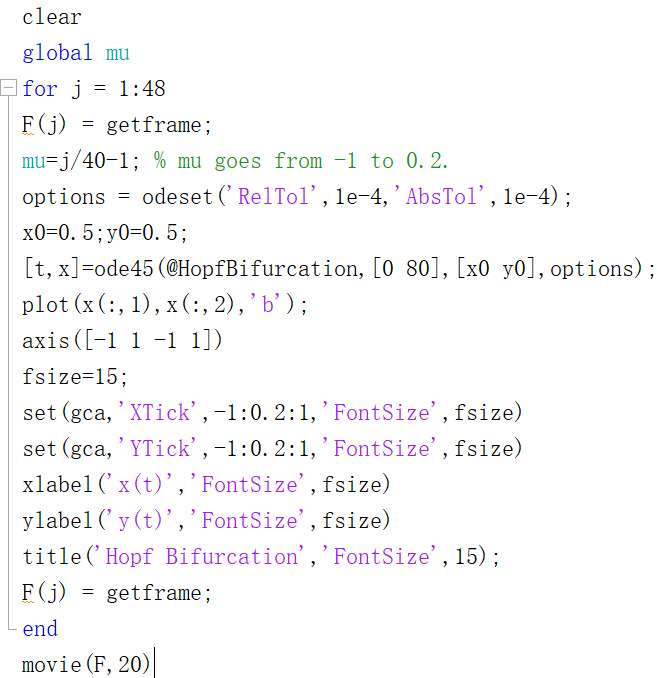 clear
global mu
for j = 1:48
F(j) = getframe;
mu=j/40-1; % mu goes from -1 to 0.2.
options = odeset('RelTol',1e-4,'AbsTol',1e-4);
x0=0.5;y0=0.5;
[t,x]=ode45(@HopfBifurcation,[0 80],[x0 y0],options);
plot(x(:,1),x(:,2),'b');
axis([-1 1 -1 1])
fsize=15;
set(gca,'XTick',-1:0.2:1,'FontSize',fsize)
set(gca,'YTick',-1:0.2:1,'FontSize',fsize)
xlabel('x(t)','FontSize',fsize)
ylabel('y(t)','FontSize',fsize)
title('Hopf Bifurcation','FontSize',15);
F(j) = getframe;
end
movie(F,20)